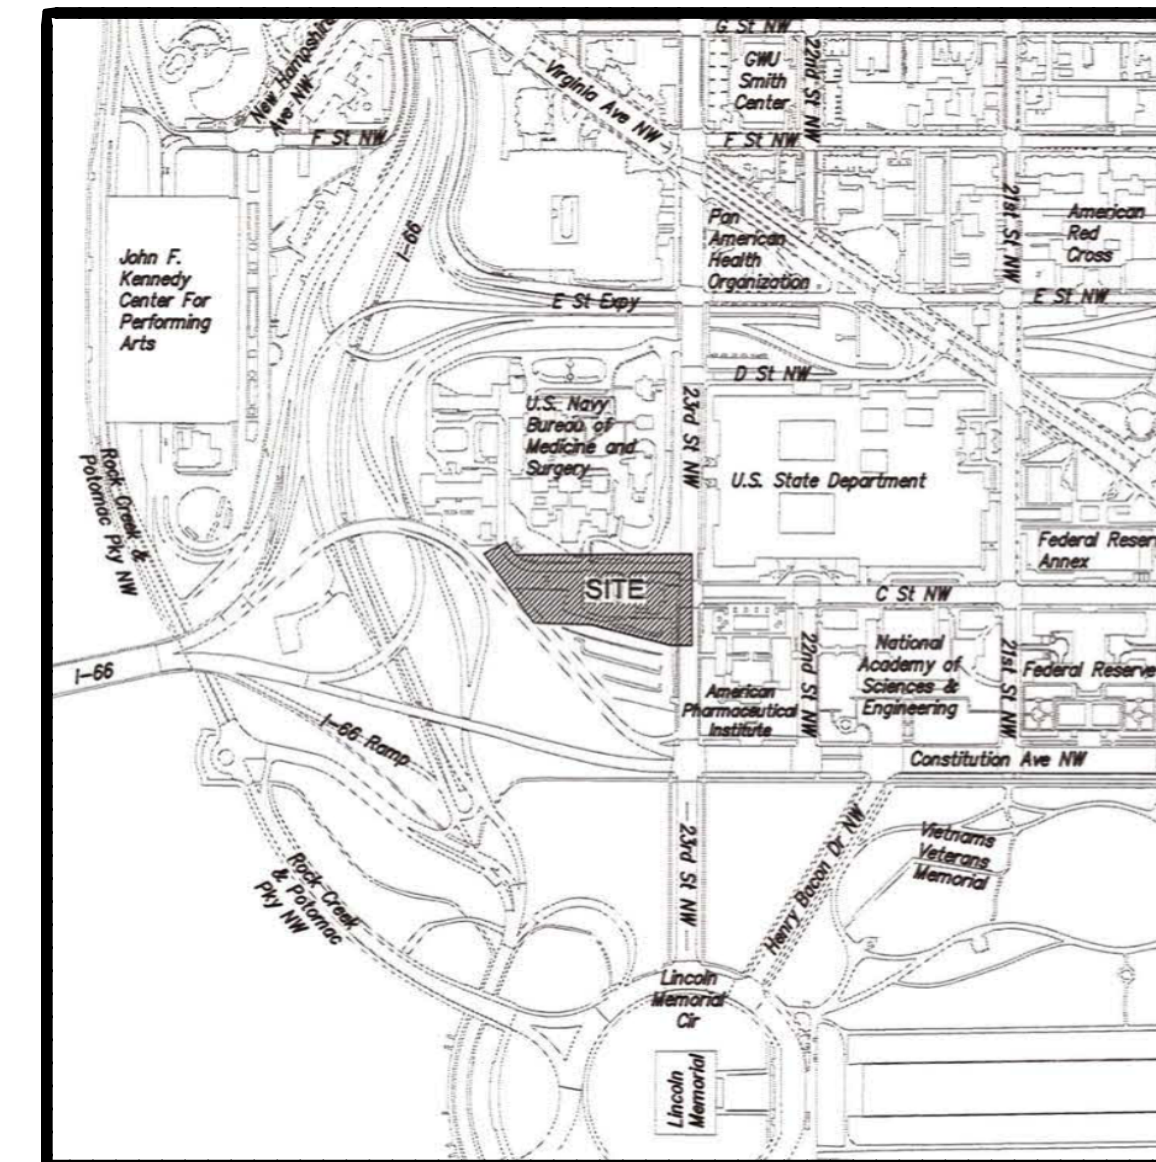 G St NW
New Hampshire
Ave NW
Virginia Ave NW
GWU
Smith
Center
22nd St NW
F St NW
F St NW
I-66
21st St NW
American
Red
Cross
Pan
American
Health
Organization
John F.
Kennedy
Center For
Performing
Arts
E St Expy
E St NW
D St NW
U.S. Navy
Bureau of
Medicine and
Surgery
23rd St NW
U.S. State Department
Rock Creek &
Potomac Pky NW
Federal Reser
Annex
SITE
C St NW
I-66
American
Pharmaceutical
Institute
22nd St NW
National
Academy of
Sciences &
Engineering
21st St NW
Federal Reserve
I-66 Ramp
Constitution Ave NW
23rd St NW
Henry Bacon Dr NW
Vietnams
Veterans
Memorial
Rock Creek
& Potomac
Pky NW
Lincoln
Memorial
Cir
Lincoln
Memorial